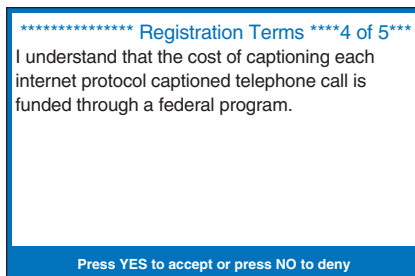 *************** Registration Terms ****4 of 5***
I understand that the cost of captioning each
internet protocol captioned telephone call is
funded through a federal program.
Press YES to accept or press NO to deny